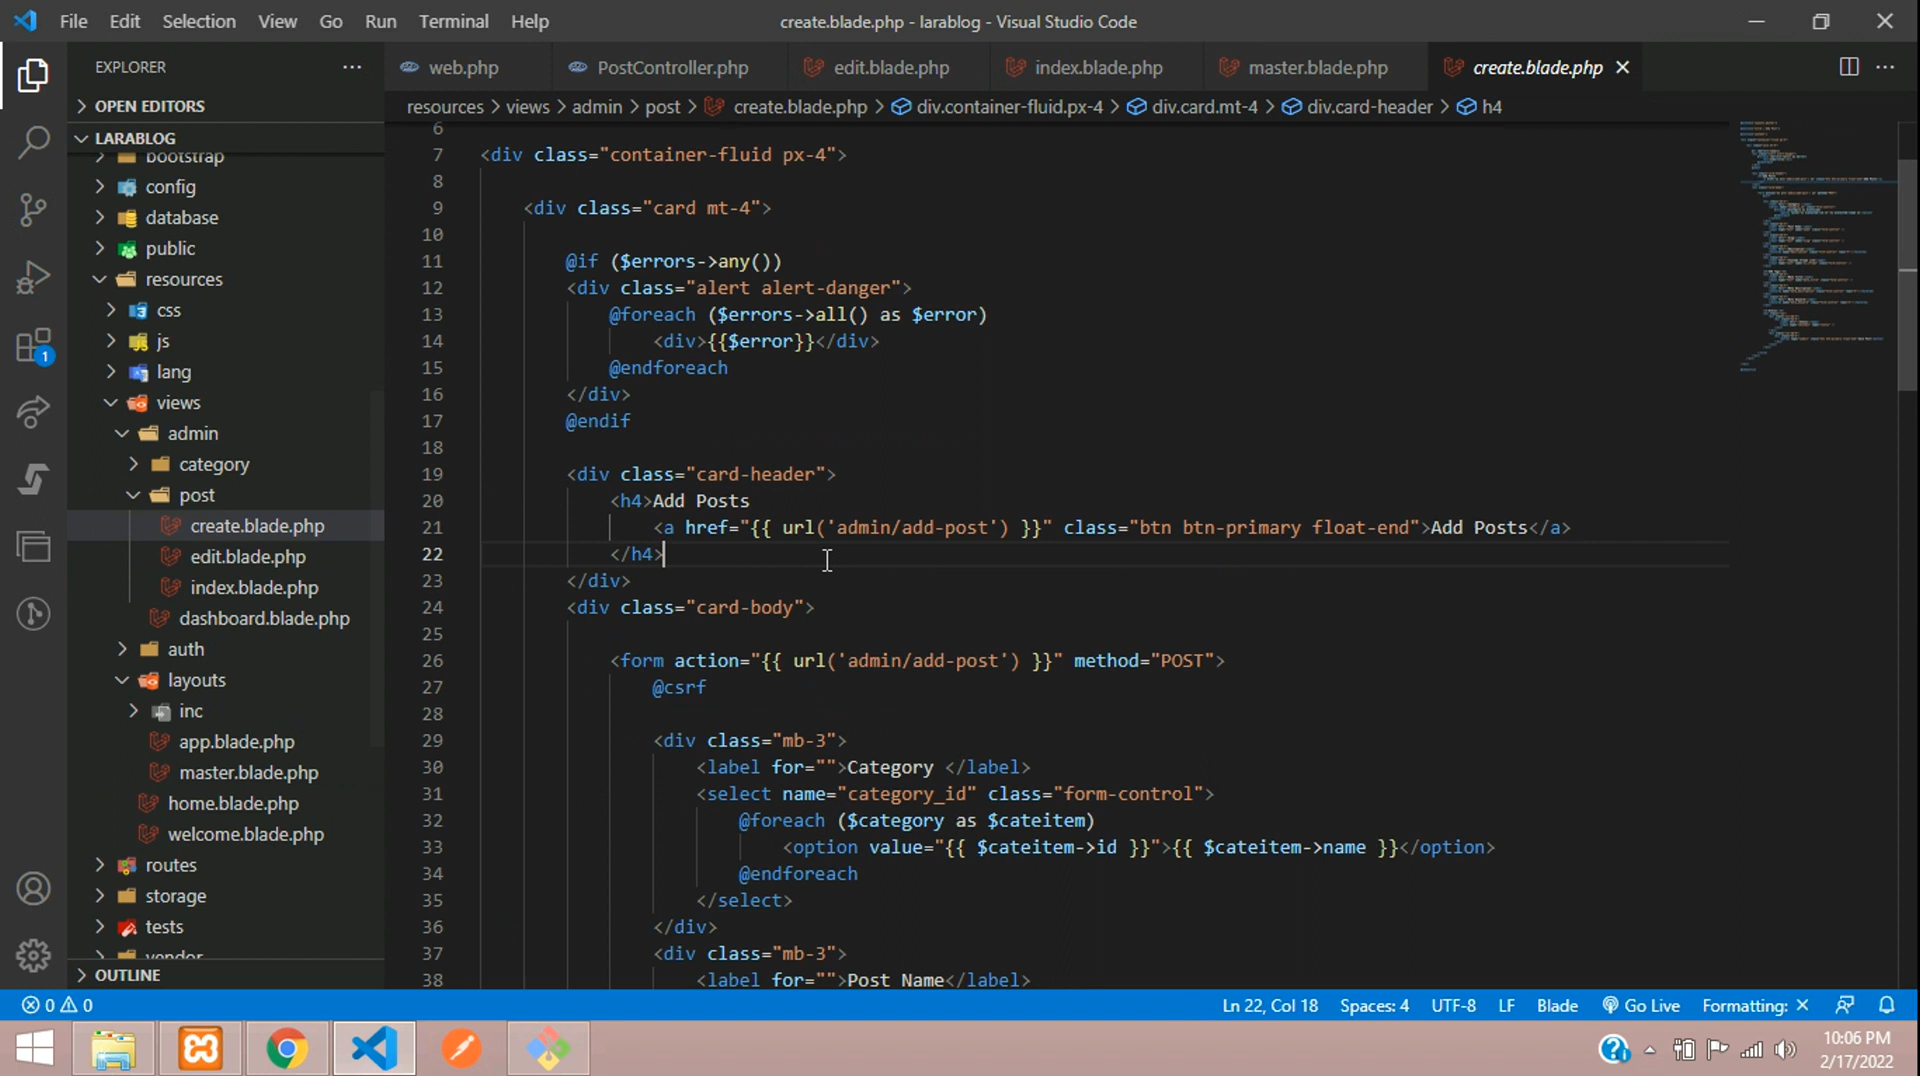 File Edit Selection View Go Run Terminal Help
create.blade.php - larablog - Visual Studio Code
EXPLORER
OPEN EDITORS
LARABLOG
bootstrap
config
database
public
resources
css
js
lang
views
admin
category
post
create.blade.php
edit.blade.php
index.blade.php
dashboard.blade.php
auth
layouts
inc
app.blade.php
master.blade.php
home.blade.php
welcome.blade.php
routes
storage
tests
vendor
OUTLINE
1
web.php PostController.php edit.blade.php index.blade.php master.blade.php create.blade.php
resources > views > admin > post > create.blade.php > div.container-fluid.px-4 > div.card.mt-4 > div.card-header > h4
6
7 <div class="container-fluid px-4">
8
9 <div class="card mt-4">
10
11 @if ($errors->any())
12 <div class="alert alert-danger">
13 @foreach ($errors->all() as $error)
14 <div>{{$error}}</div>
15 @endforeach
16 </div>
17 @endif
18
19 <div class="card-header">
20 <h4>Add Posts
21 <a href="{{ url('admin/add-post') }}" class="btn btn-primary float-end">Add Posts</a>
22 </h4>
23 </div>
24 <div class="card-body">
25
26 <form action="{{ url('admin/add-post') }}" method="POST">
27 @csrf
28
29 <div class="mb-3">
30 <label for="">Category </label>
31 <select name="category_id" class="form-control">
32 @foreach ($category as $cateitem)
33 <option value="{{ $cateitem->id }}">{{ $cateitem->name }}</option>
34 @endforeach
35 </select>
36 </div>
37 <div class="mb-3">
38 <label for="">Post Name</label>
0 0
Ln 22, Col 18 Spaces: 4 UTF-8 LF Blade Go Live Formatting: ×
10:06 PM
2/17/2022